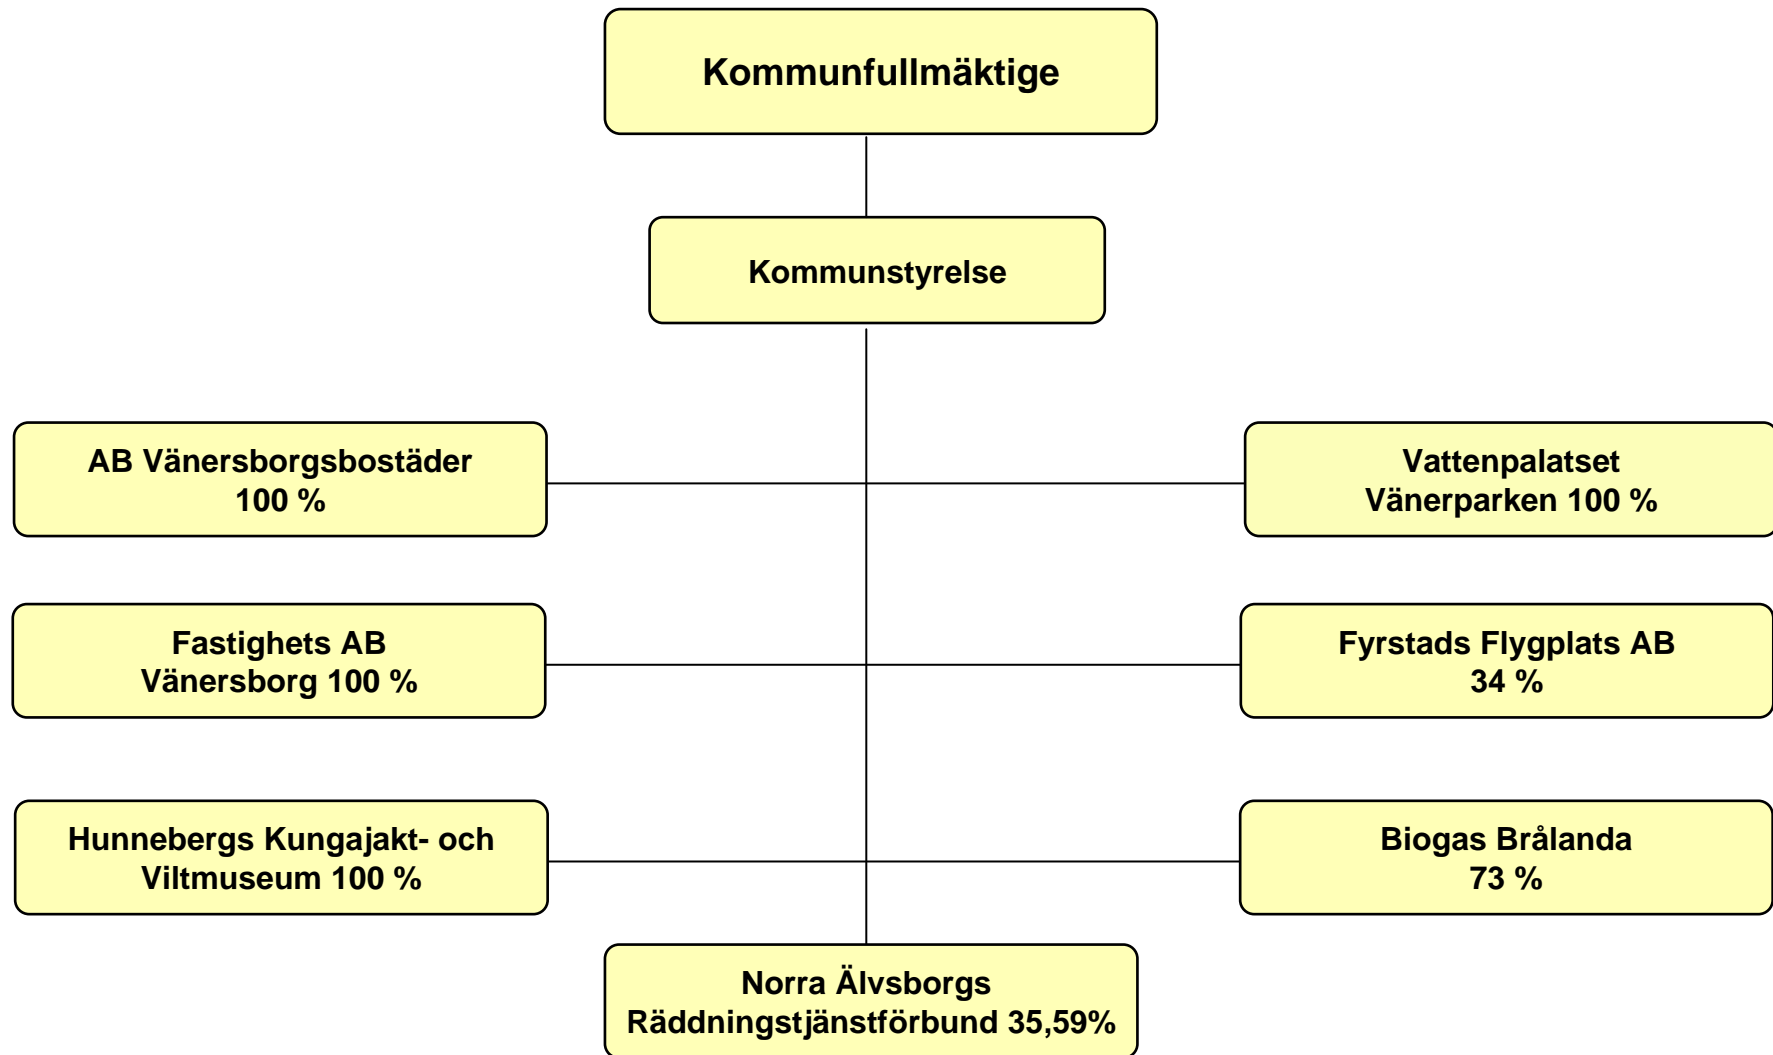 Kommunfullmäktige
Kommunstyrelse
AB Vänersborgsbostäder
100 %
Vattenpalatset
Vänerparken 100 %
Fastighets AB
Vänersborg 100 %
Fyrstads Flygplats AB
34 %
Hunnebergs Kungajakt- och
Viltmuseum 100 %
Biogas Brålanda
73 %
Norra Älvsborgs
Räddningstjänstförbund 35,59%